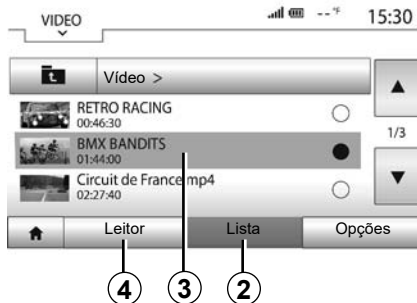 VIDEO
--°F
15:30
Vídeo >
RETRO RACING
00:46:30
BMX BANDITS
01:44:00
1/3
Circuit de France.mp4
02:27:40
Leitor
Lista
Opções
4
3
2